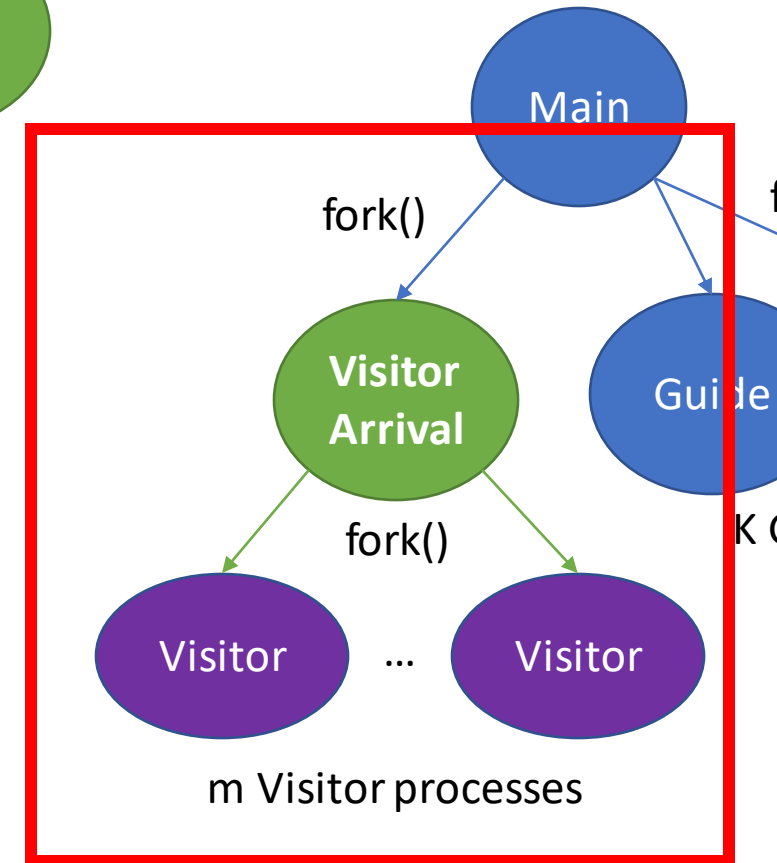 Main
fork()
Visitor
Arrival
Guide
fork()
K
Visitor
...
Visitor
m Visitor processes